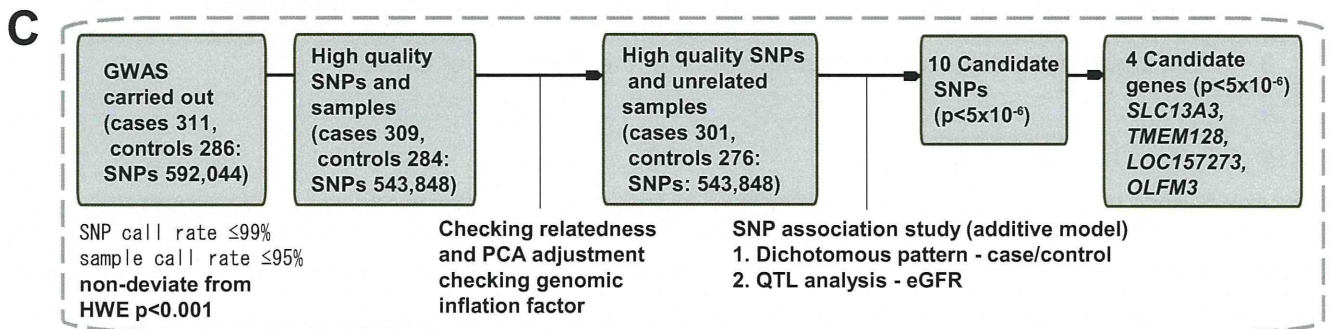 C
GWAS
carried out
(cases 311,
controls 286:
SNPs 592,044)
High quality
SNPs and
samples
(cases 309,
controls 284:
SNPs 543,848)
High quality SNPs
and unrelated
samples
(cases 301,
controls 276:
SNPs: 543,848)
10 Candidate
SNPs
(p<5x10⁻⁶)
4 Candidate
genes (p<5x10⁻⁶)
SLC13A3,
TMEM128,
LOC157273,
OLFM3
SNP call rate ≤99%
sample call rate ≤95%
non-deviate from
HWE p<0.001
Checking relatedness
and PCA adjustment
checking genomic
inflation factor
SNP association study (additive model)
1. Dichotomous pattern - case/control
2. QTL analysis - eGFR